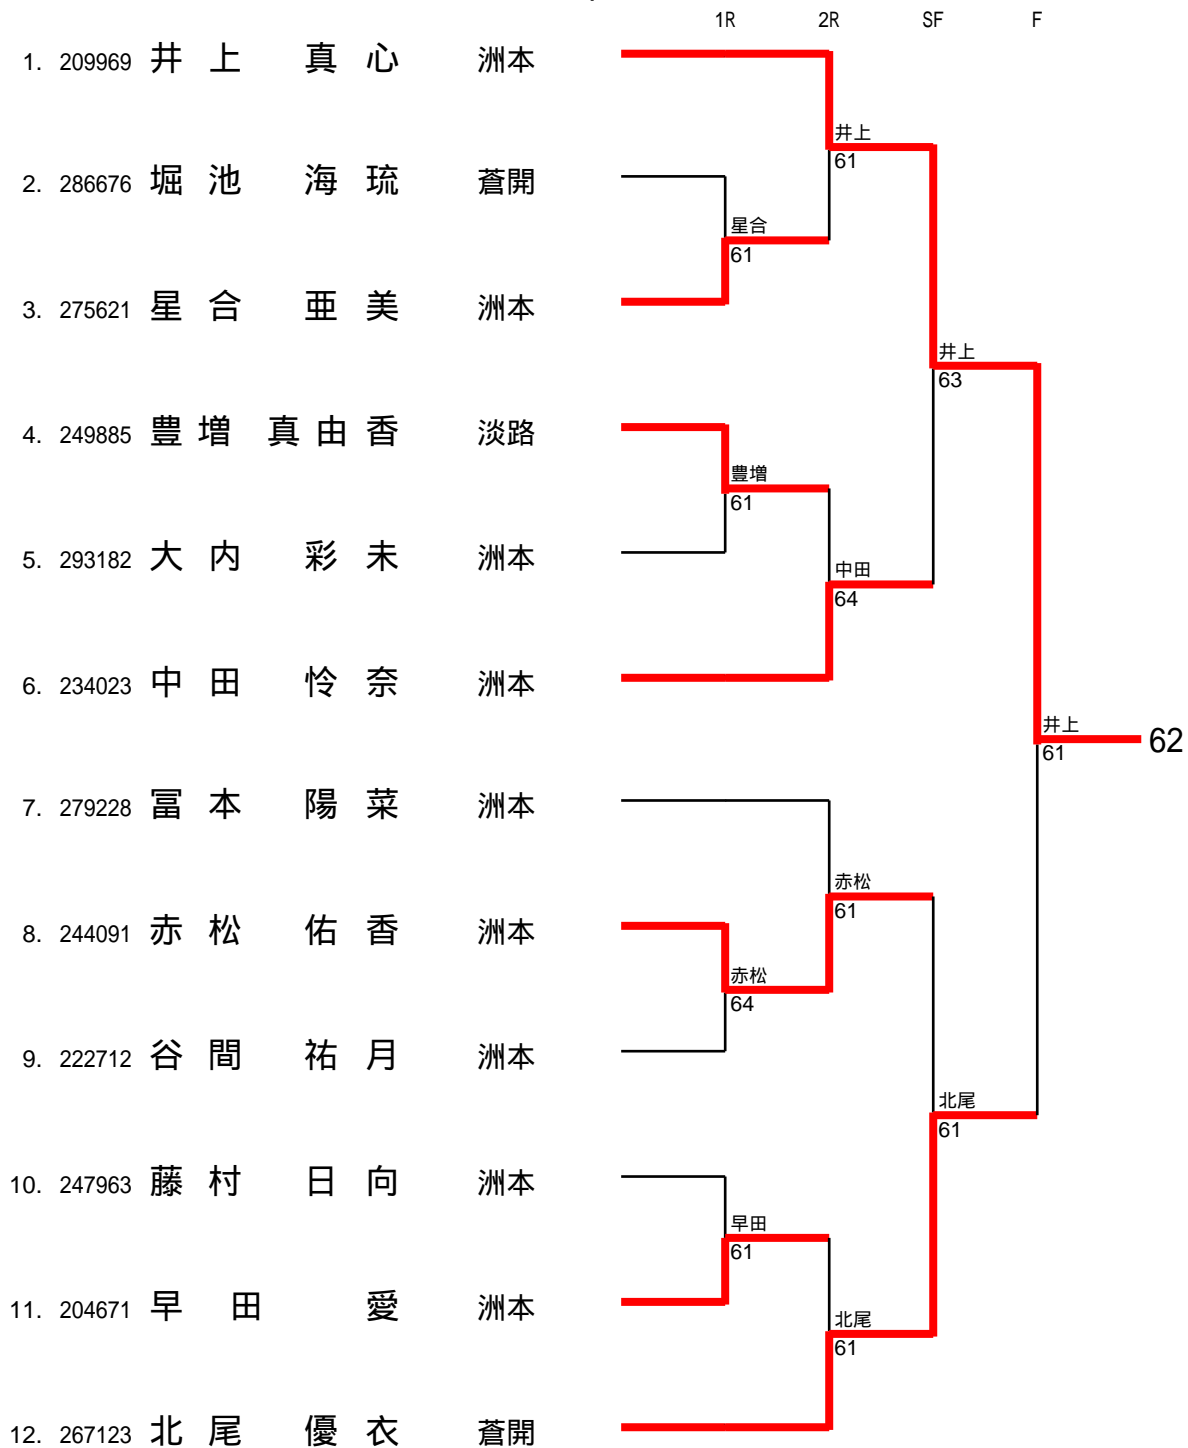 1R 2R SF F
1. 209969 井上 真心 洲本
井上
61
2. 286676 堀池 海琉 蒼開
星合
61
3. 275621 星合 亜美 洲本
井上
63
4. 249885 豊増 真由香 淡路
豊増
61
5. 293182 大内 彩未 洲本
中田
64
6. 234023 中田 怜奈 洲本
井上
61
62
7. 279228 冨本 陽菜 洲本
赤松
61
8. 244091 赤松 佑香 洲本
赤松
64
9. 222712 谷間 祐月 洲本
北尾
61
10. 247963 藤村 日向 洲本
早田
61
11. 204671 早田 愛 洲本
北尾
61
12. 267123 北尾 優衣 蒼開